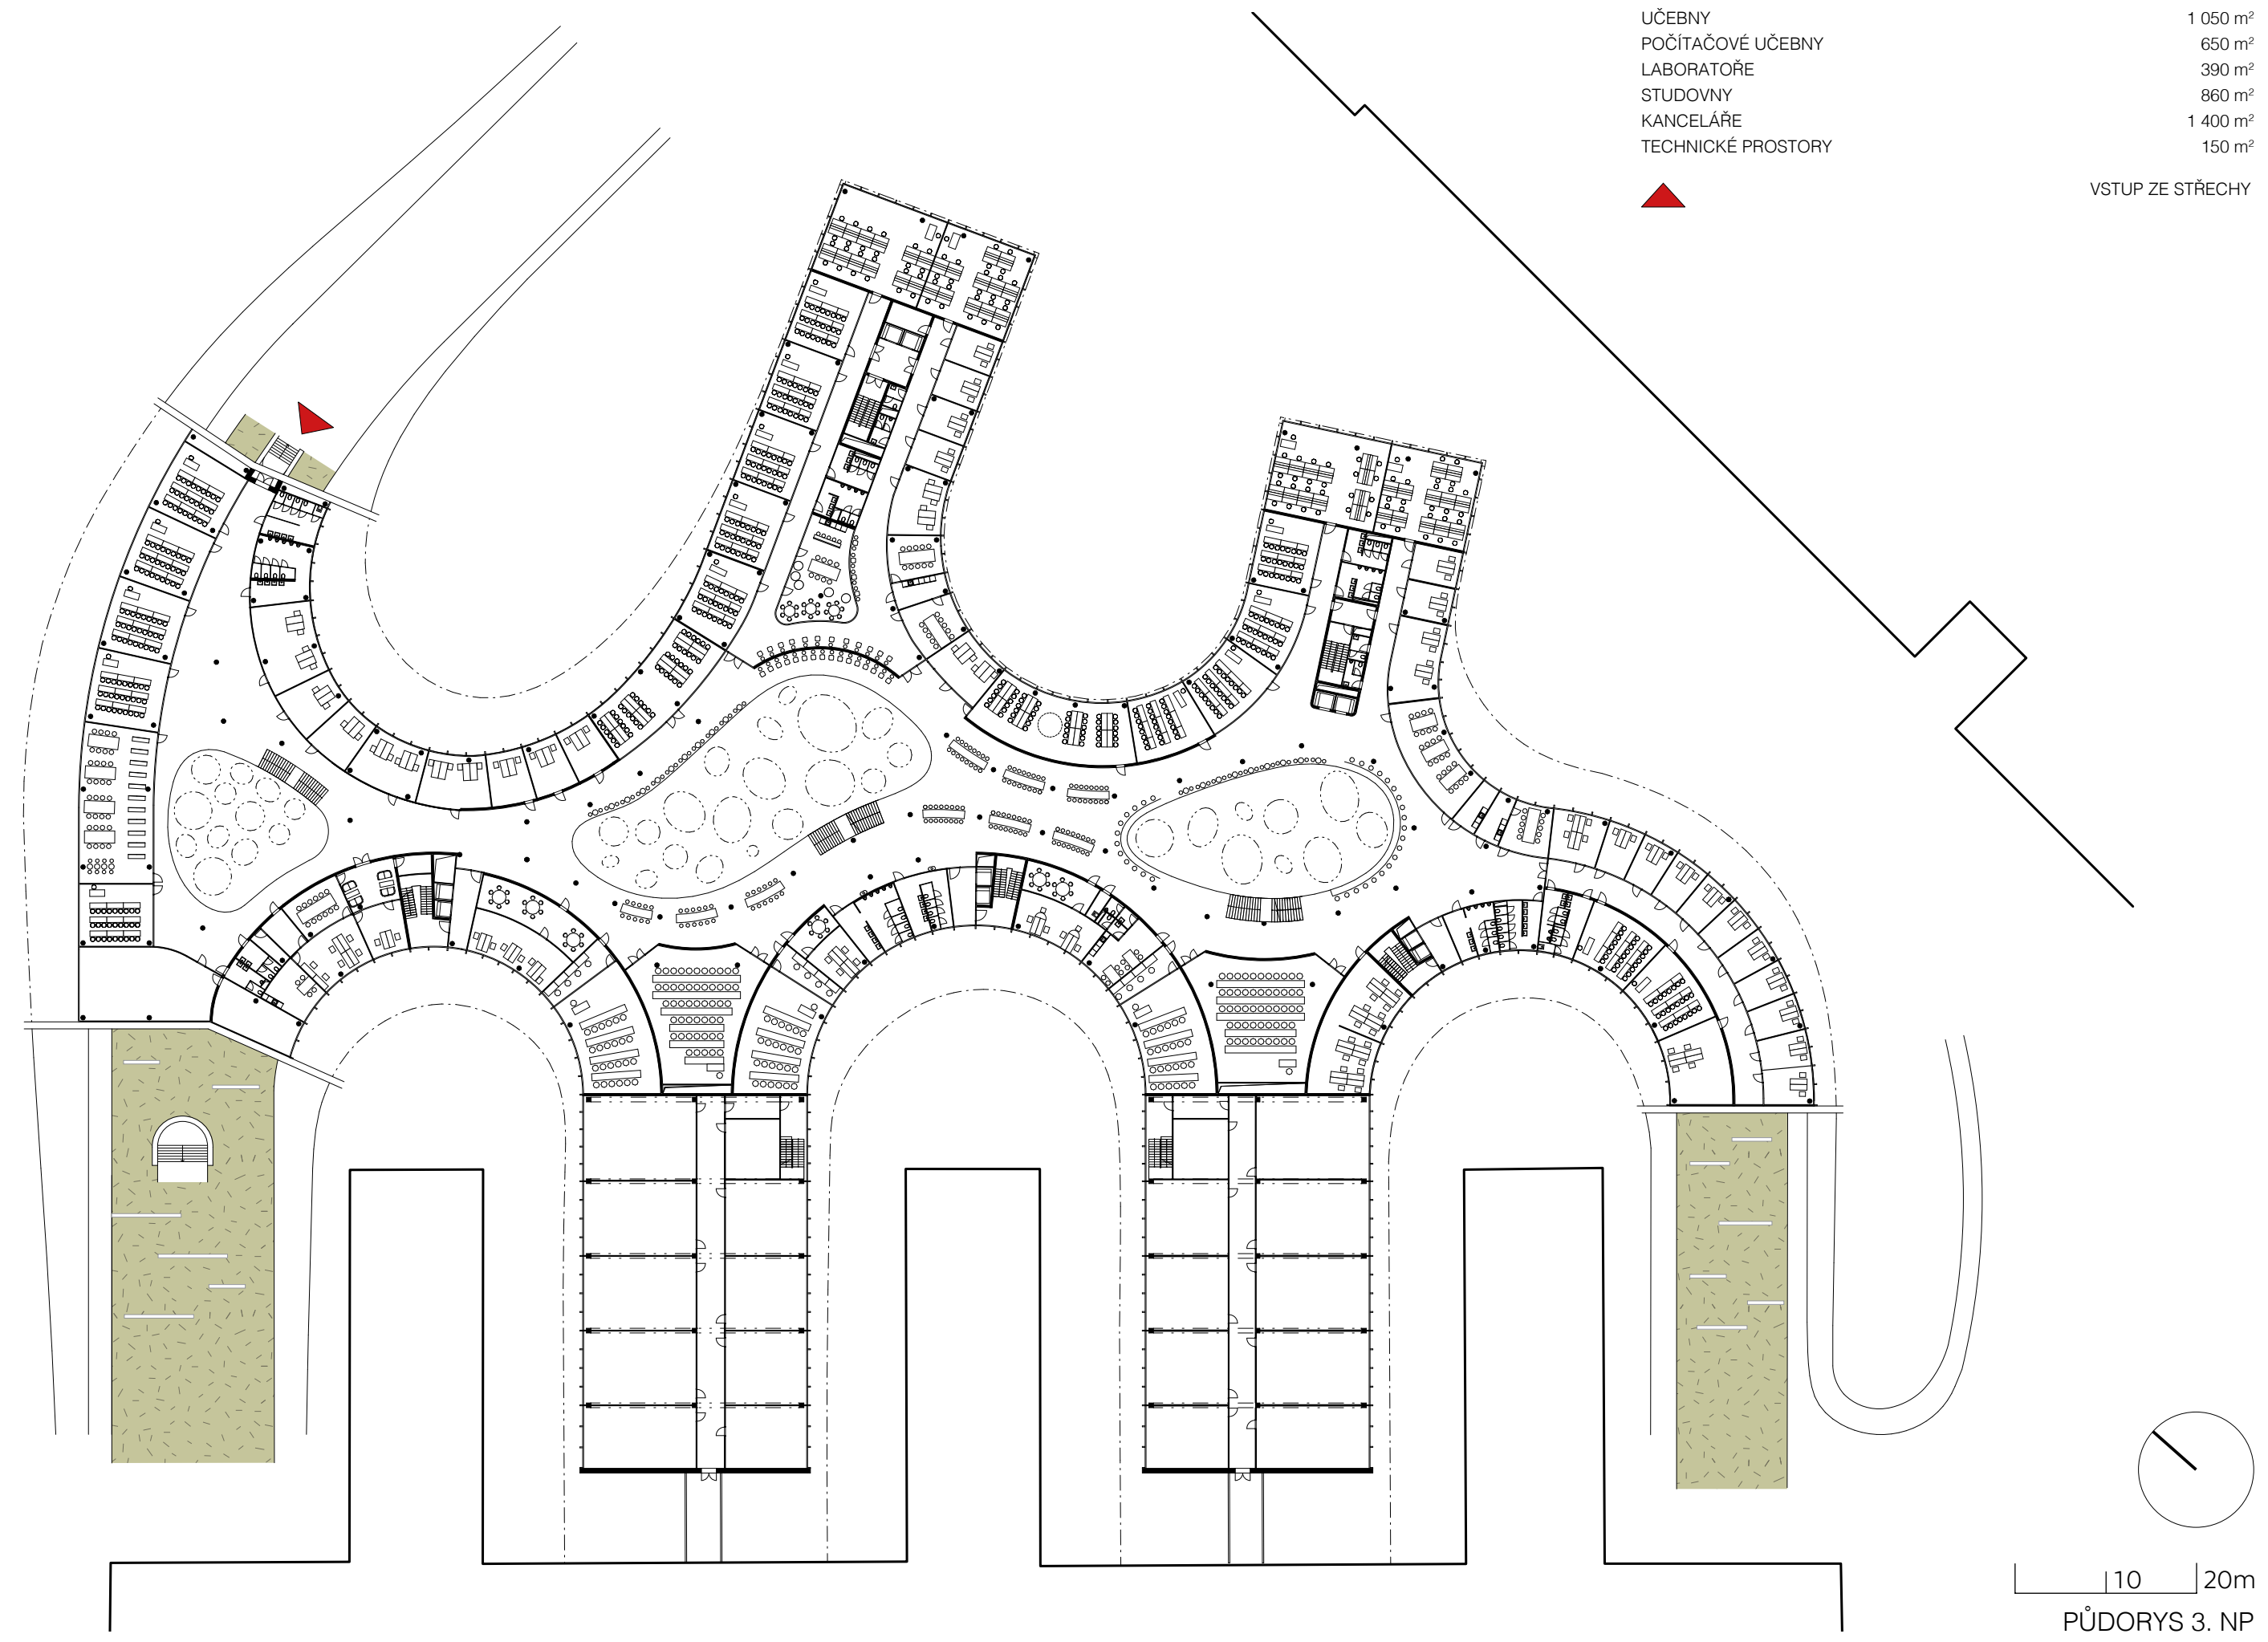 UČEBNY 1 050 m²
POČÍTAČOVÉ UČEBNY 650 m²
LABORATOŘE 390 m²
STUDOVNY 860 m²
KANCELÁŘE 1 400 m²
TECHNICKÉ PROSTORY 150 m²
VSTUP ZE STŘECHY
10 20m
PŮDORYS 3. NP